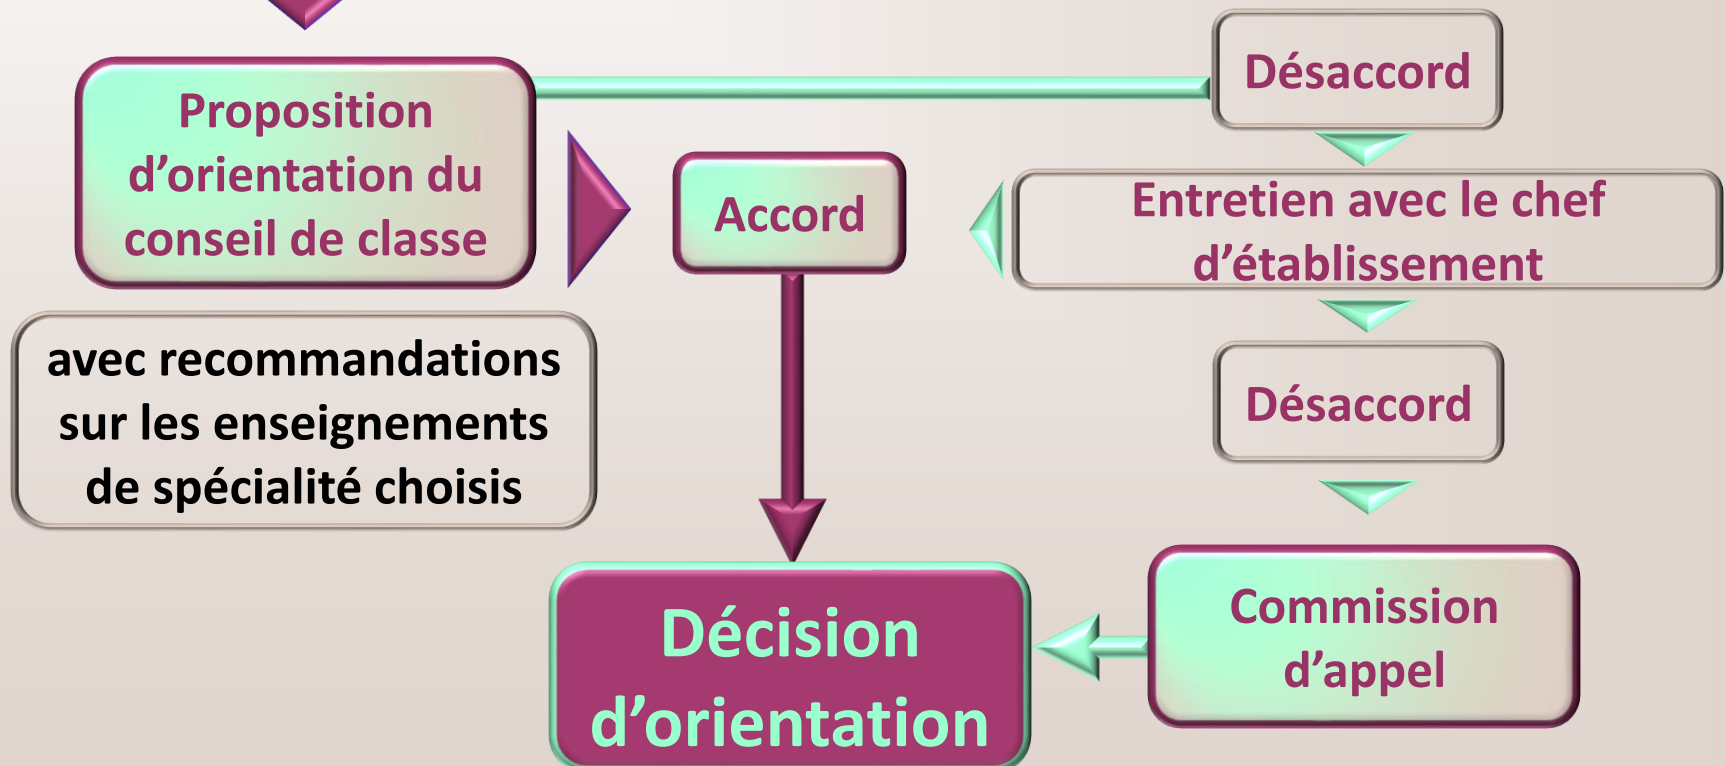 Proposition
d’orientation du
conseil de classe
avec recommandations
sur les enseignements
de spécialité choisis
Accord
Désaccord
Entretien avec le chef
d’établissement
Désaccord
Commission
d’appel
Décision
d’orientation